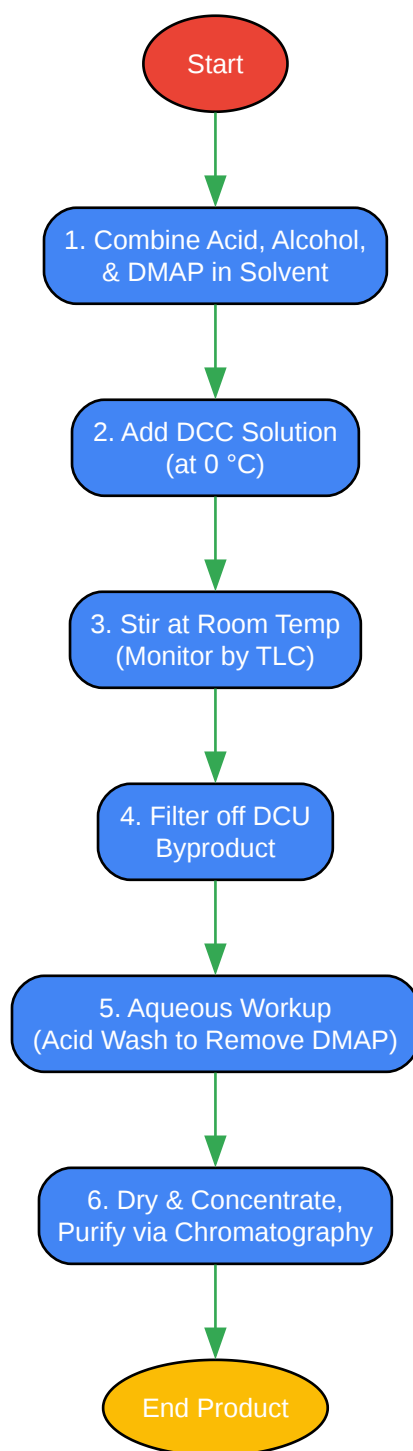 Start
1. Combine Acid, Alcohol,
& DMAP in Solvent
2. Add DCC Solution
(at 0 °C)
3. Stir at Room Temp
(Monitor by TLC)
4. Filter off DCU
Byproduct
5. Aqueous Workup
(Acid Wash to Remove DMAP)
6. Dry & Concentrate,
Purify via Chromatography
End Product